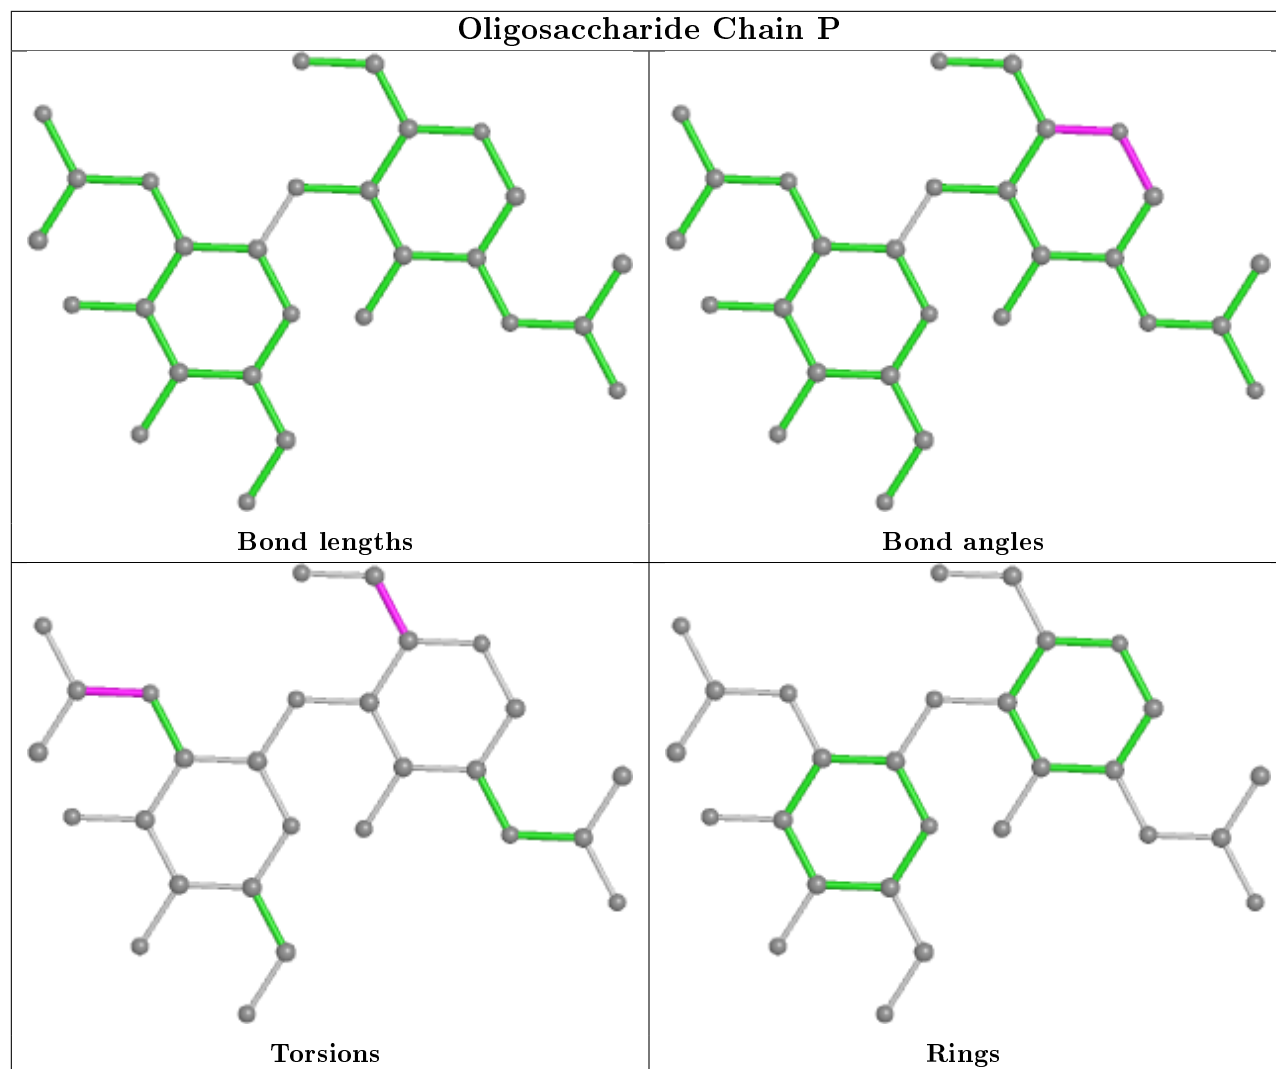 Oligosaccharide Chain P
Bond lengths
Bond angles
Torsions
Rings